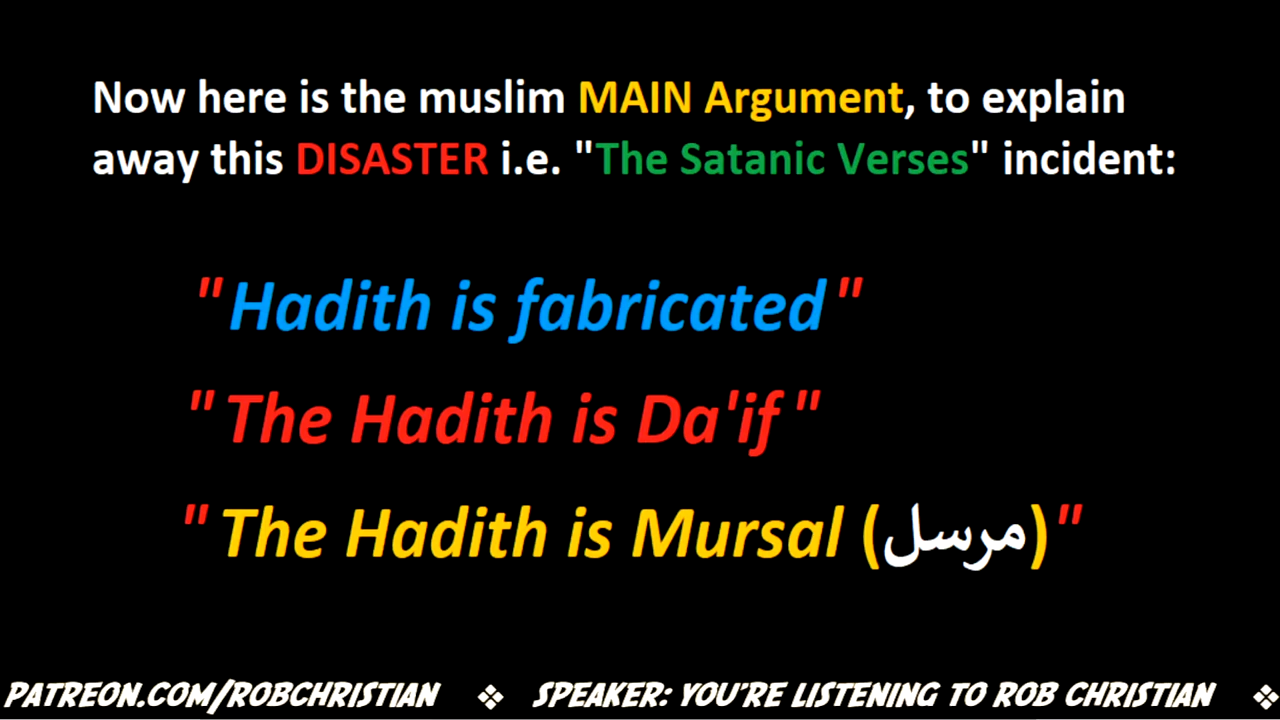 Now here is the muslim MAIN Argument, to explain
away this DISASTER i.e. "The Satanic Verses" incident:
"Hadith is fabricated"
"The Hadith is Da'if"
"The Hadith is Mursal (مرسل)"
PATREON.COM/ROBCHRISTIAN ❖ SPEAKER: YOU'RE LISTENING TO ROB CHRISTIAN ❖